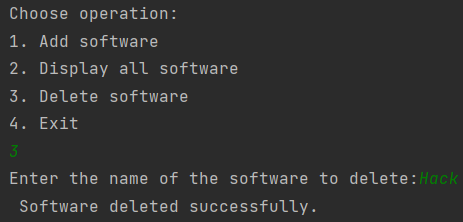 Choose operation:
1. Add software
2. Display all software
3. Delete software
4. Exit
3
Enter the name of the software to delete:Hack
Software deleted successfully.